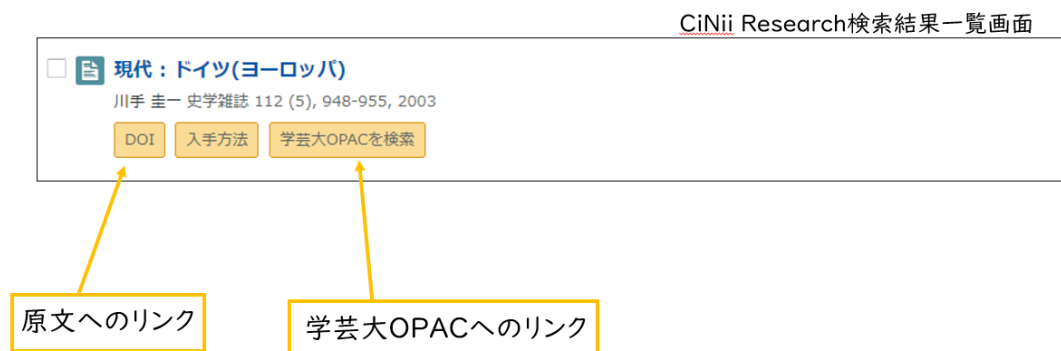 CiNii Research検索結果一覧画面
現代 : ドイツ(ヨーロッパ)
川手 圭一 史学雑誌 112 (5), 948-955, 2003
DOI 入手方法 学芸大OPACを検索
原文へのリンク
学芸大OPACへのリンク